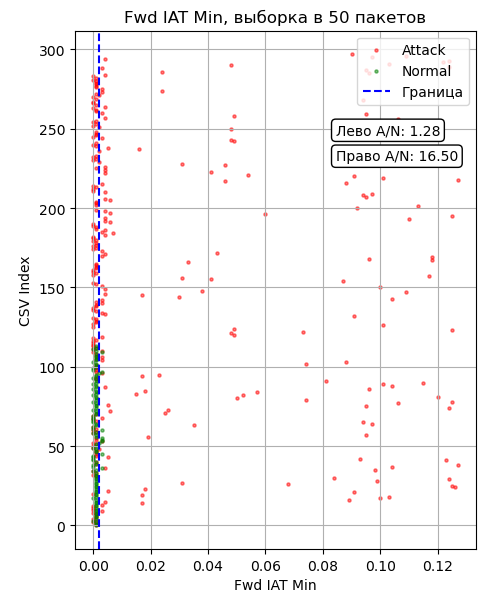 Fwd IAT Min, выборка в 50 пакетов
Attack
Normal
Граница
Лево A/N: 1.28
Право A/N: 16.50
CSV Index
300
250
200
150
100
50
0
0.00 0.02 0.04 0.06 0.08 0.10 0.12
Fwd IAT Min